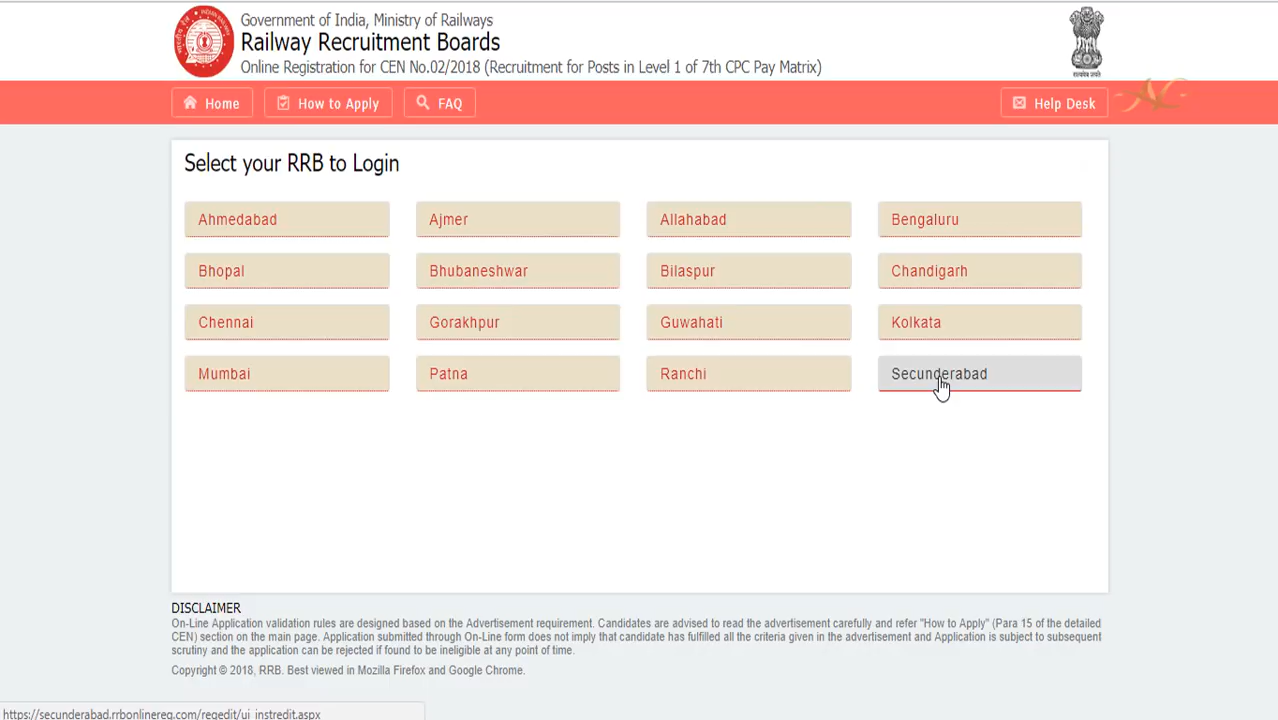 Government of India, Ministry of Railways
Railway Recruitment Boards
Online Registration for CEN No.02/2018 (Recruitment for Posts in Level 1 of 7th CPC Pay Matrix)
Home
How to Apply
FAQ
Help Desk
AC
Select your RRB to Login
Ahmedabad
Ajmer
Allahabad
Bengaluru
Bhopal
Bhubaneshwar
Bilaspur
Chandigarh
Chennai
Gorakhpur
Guwahati
Kolkata
Mumbai
Patna
Ranchi
Secunderabad
DISCLAIMER
On-Line Application validation rules are designed based on the Advertisement requirement. Candidates are advised to read the advertisement carefully and refer "How to Apply" (Para 15 of the detailed
CEN) section on the main page. Application submitted through On-Line form does not imply that candidate has fulfilled all the criteria given in the advertisement and Application is subject to subsequent
scrutiny and the application can be rejected if found to be ineligible at any point of time.
Copyright © 2018, RRB. Best viewed in Mozilla Firefox and Google Chrome.
https://secunderabad.rrbonlinereg.com/regedit/ui_instredit.aspx